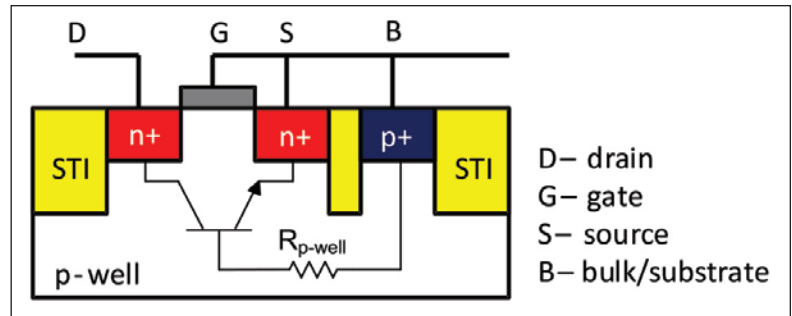 D G S B
n+ n+ p+
STI STI
Rp-well
p-well
D– drain
G– gate
S– source
B– bulk/substrate